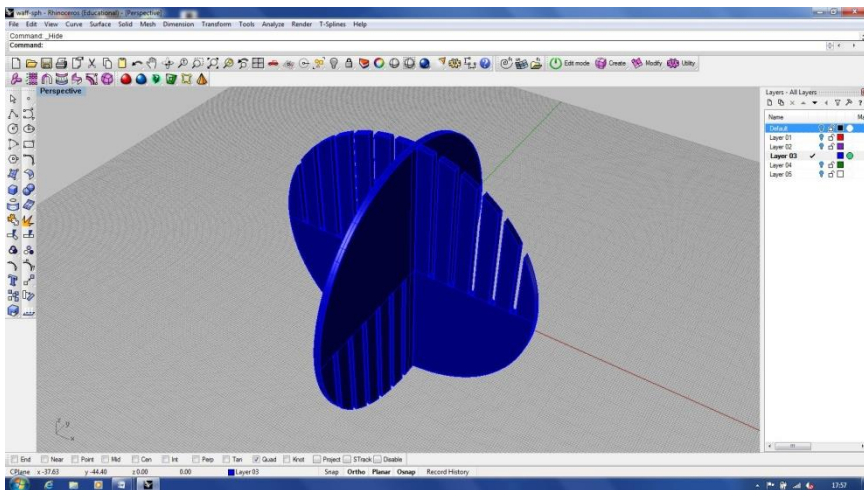 waff-sph - Rhinoceros (Educational) - [Perspective]
File Edit View Curve Surface Solid Mesh Dimension Transform Tools Analyze Render T-Splines Help
Command: _Hide
Command:
Edit mode Create Modify Utility
Perspective
Layers - All Layers
Name Ma
Default
Layer 01
Layer 02
Layer 03
Layer 04
Layer 05
z y
x
End Near Point Mid Cen Int Perp Tan Quad Knot Project STrack Disable
CPlane x -37.63 y -44.40 z 0.00 0.00 Layer 03 Snap Ortho Planar Osnap Record History
17:57